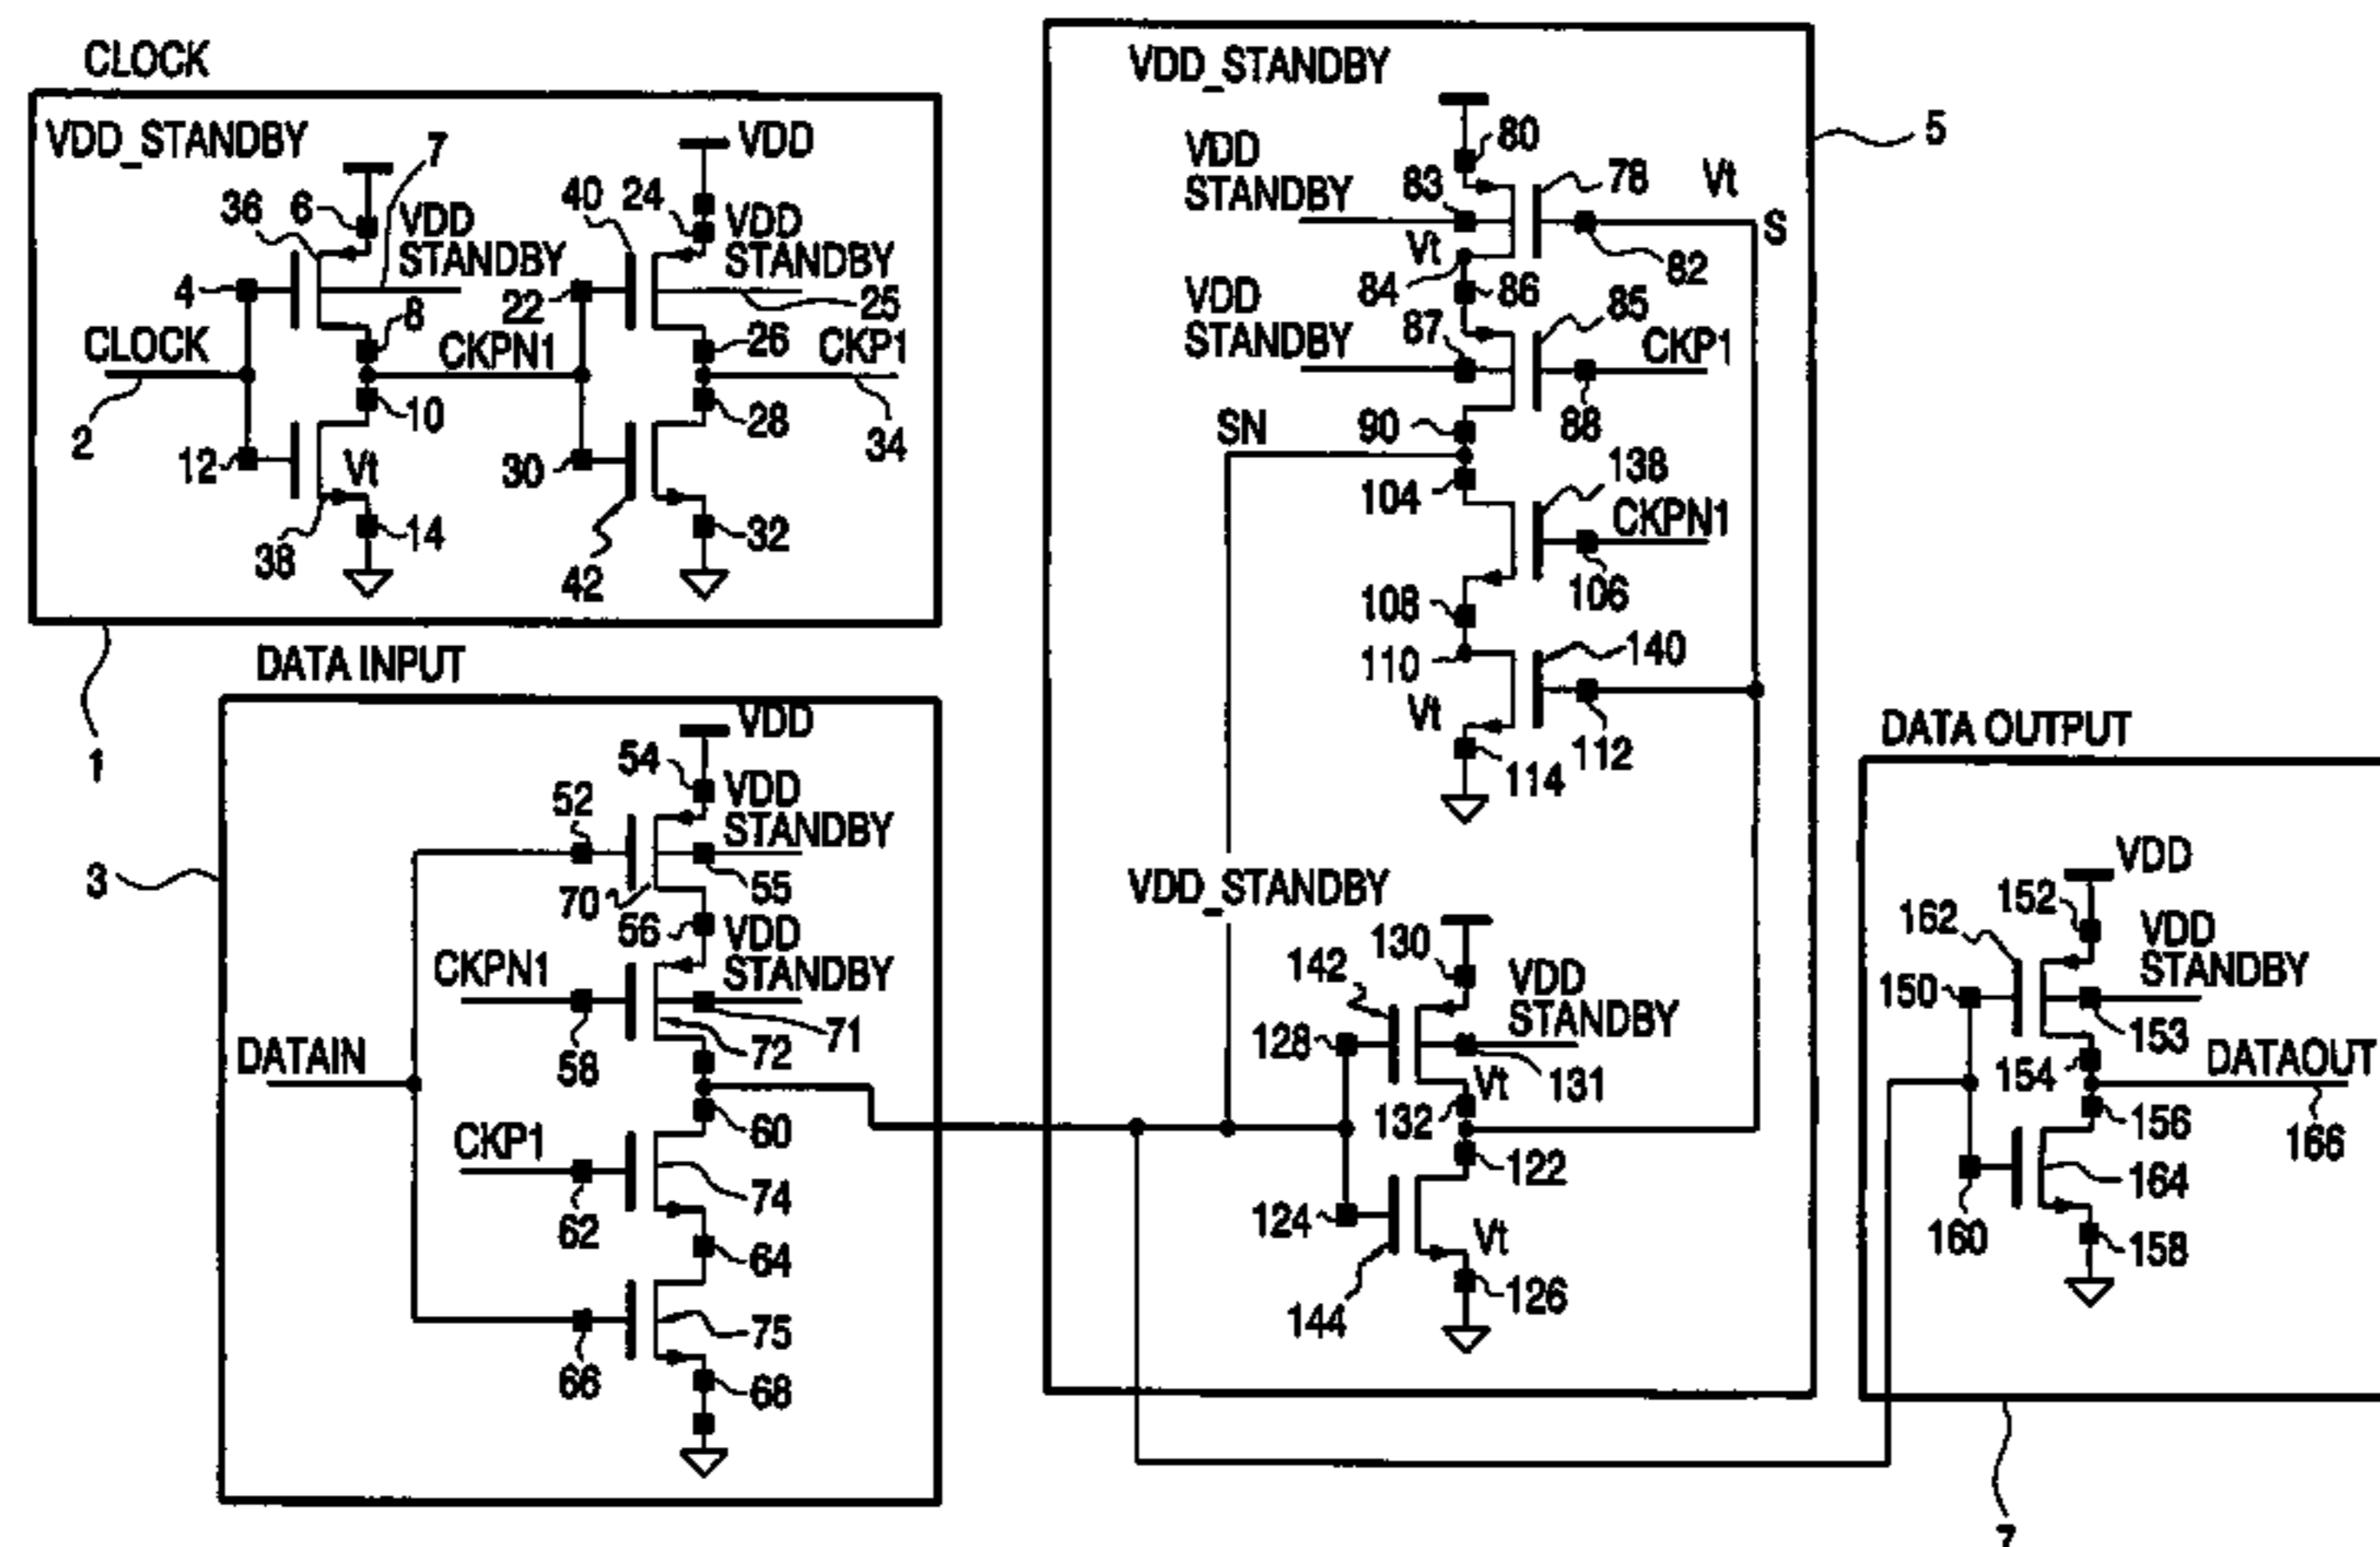 CLOCK
VDD_STANDBY
7
VDD
36
6
VDD
STANDBY
40
24
VDD
STANDBY
4
8
22
25
CLOCK
CKPN1
26
CKP1
2
10
28
34
12
Vt
30
38
14
42
32
1
DATA INPUT
VDD
54
VDD
STANDBY
52
3
70
55
56
VDD
STANDBY
CKPN1
58
72
71
DATAIN
60
CKP1
62
74
64
66
75
68
VDD_STANDBY
5
80
VDD
STANDBY
83
78
Vt
S
Vt
82
84
86
VDD
STANDBY
87
85
CKP1
SN
90
88
104
138
CKPN1
106
108
110
140
Vt
112
114
VDD_STANDBY
130
142
VDD
STANDBY
128
Vt
131
132
122
124
Vt
144
126
DATA OUTPUT
VDD
152
162
VDD
STANDBY
150
153
154
DATAOUT
156
166
164
160
158
7